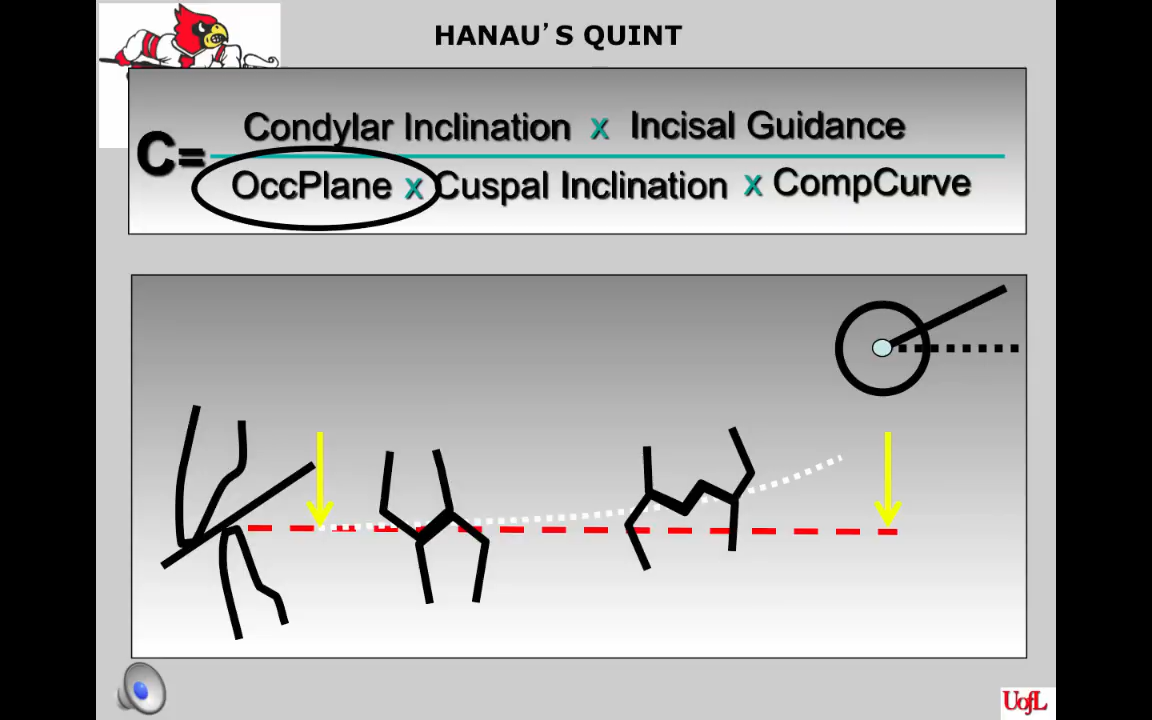 HANAU’S QUINT
Condylar Inclination x Incisal Guidance
C=
OccPlane x Cuspal Inclination x CompCurve
UofL